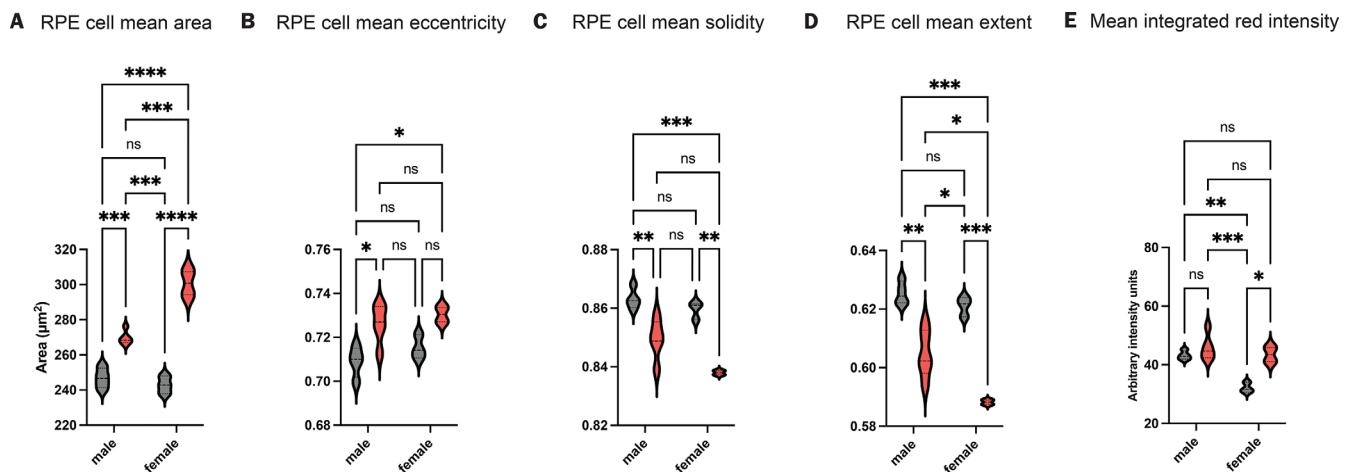 A RPE cell mean area
****
***
ns
***
*** ****
320
300
280
260
240
220
Area (µm²)
male
female
B RPE cell mean eccentricity
*
ns
ns
* ns ns
0.76
0.74
0.72
0.70
0.68
male
female
C RPE cell mean solidity
***
ns
ns
** ns **
0.88
0.86
0.84
0.82
male
female
D RPE cell mean extent
***
*
ns
*
** ***
0.64
0.62
0.60
0.58
male
female
E Mean integrated red intensity
ns
ns
**
***
ns *
80
60
40
20
Arbitrary intensity units
male
female